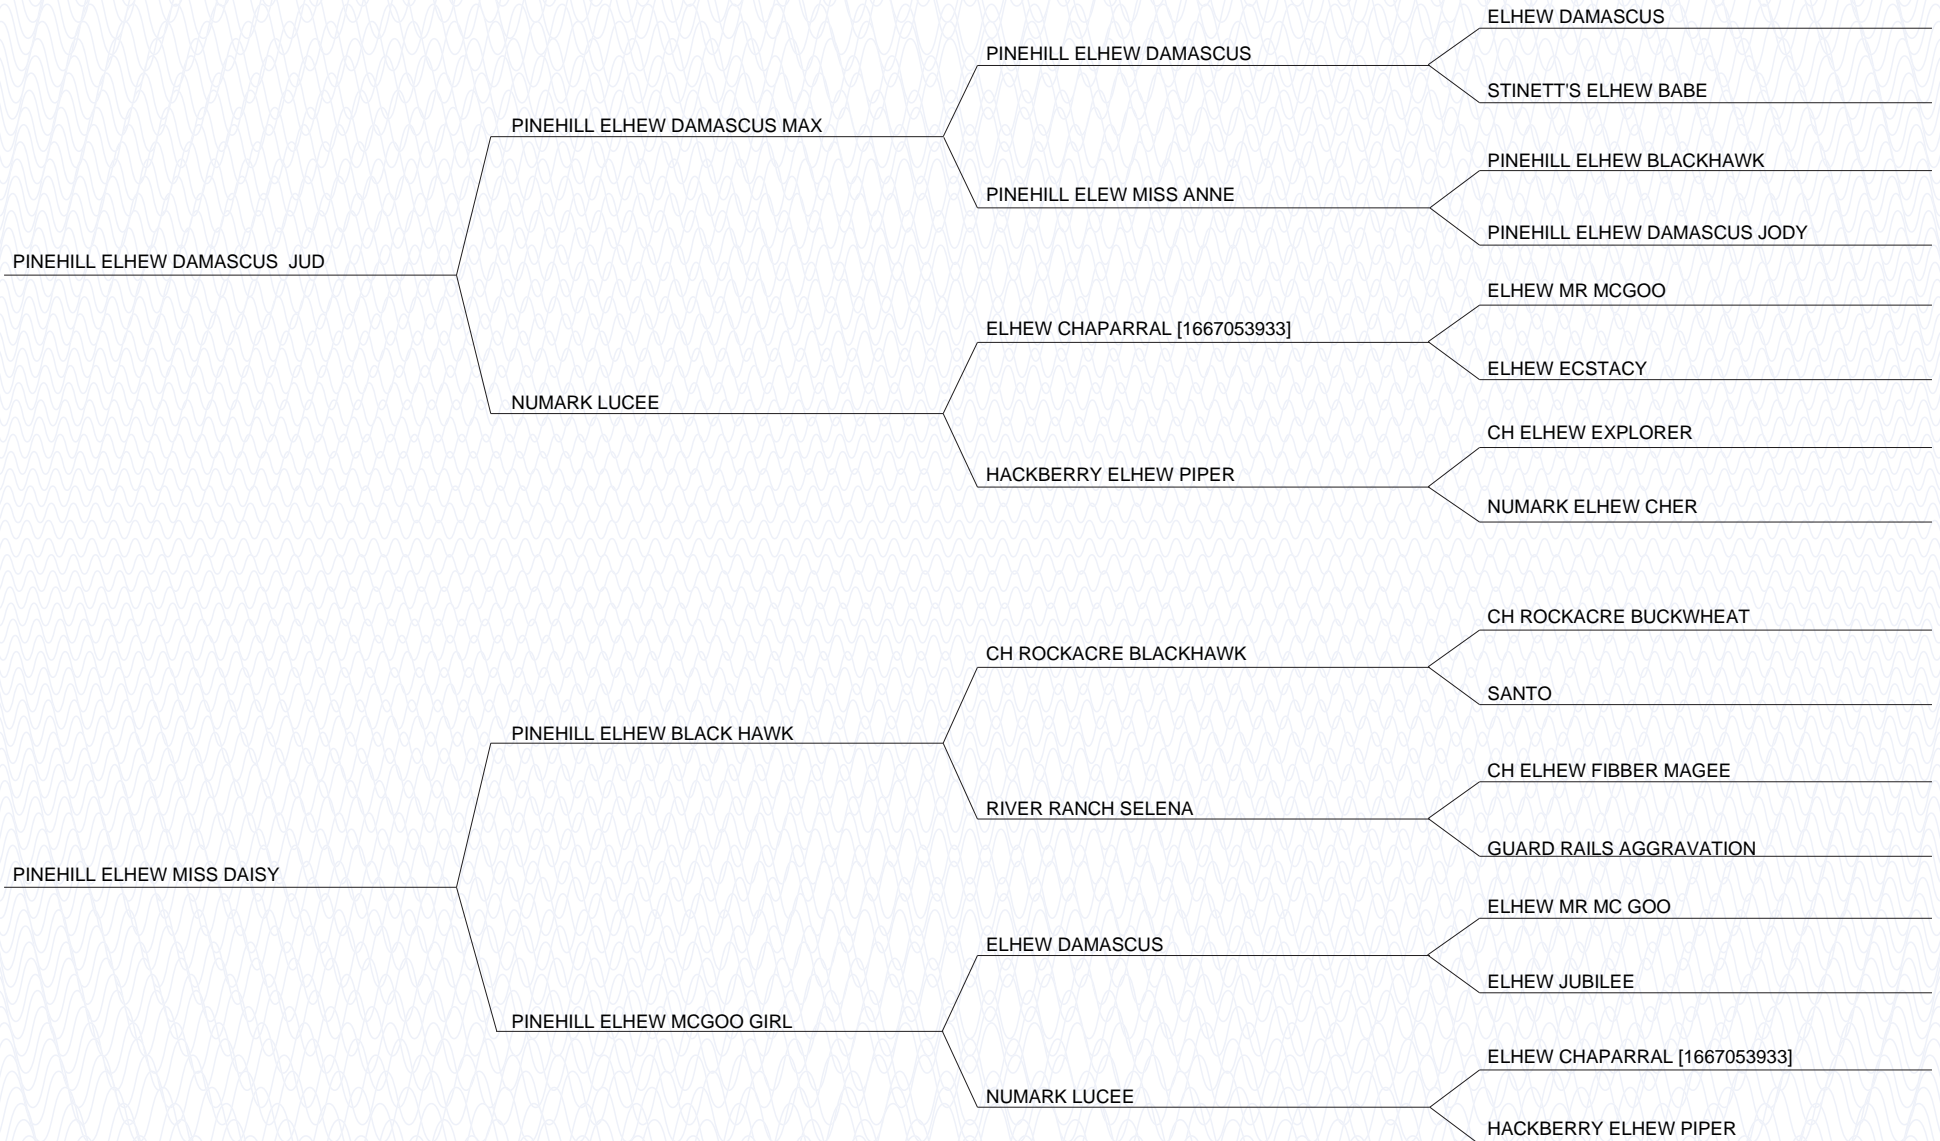 ELHEW DAMASCUS
PINEHILL ELHEW DAMASCUS
STINETT'S ELHEW BABE
PINEHILL ELHEW DAMASCUS MAX
PINEHILL ELHEW BLACKHAWK
PINEHILL ELEW MISS ANNE
PINEHILL ELHEW DAMASCUS JODY
PINEHILL ELHEW DAMASCUS  JUD
ELHEW MR MCGOO
ELHEW CHAPARRAL [1667053933]
ELHEW ECSTACY
NUMARK LUCEE
CH ELHEW EXPLORER
HACKBERRY ELHEW PIPER
NUMARK ELHEW CHER
CH ROCKACRE BUCKWHEAT
CH ROCKACRE BLACKHAWK
SANTO
PINEHILL ELHEW BLACK HAWK
CH ELHEW FIBBER MAGEE
RIVER RANCH SELENA
GUARD RAILS AGGRAVATION
PINEHILL ELHEW MISS DAISY
ELHEW MR MC GOO
ELHEW DAMASCUS
ELHEW JUBILEE
PINEHILL ELHEW MCGOO GIRL
ELHEW CHAPARRAL [1667053933]
NUMARK LUCEE
HACKBERRY ELHEW PIPER